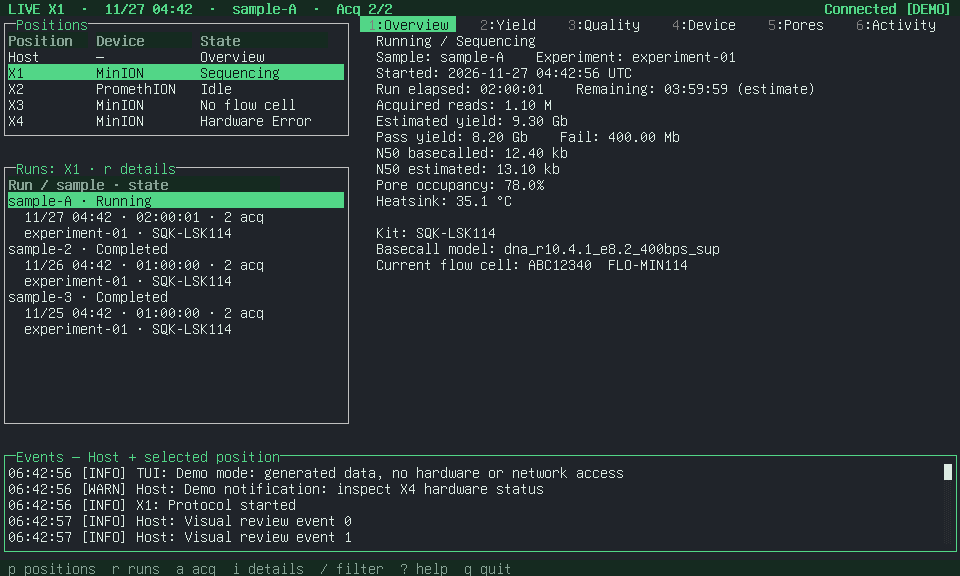 LIVE X1 · 11/27 04:42 · sample-A · Acq 2/2 Connected [DEMO]
Positions
Position Device State
Host — Overview
X1 MinION Sequencing
X2 PromethION Idle
X3 MinION No flow cell
X4 MinION Hardware Error
Runs: X1 · r details
Run / sample · state
sample-A · Running
11/27 04:42 · 02:00:01 · 2 acq
experiment-01 · SQK-LSK114
sample-2 · Completed
11/26 04:42 · 01:00:00 · 2 acq
experiment-01 · SQK-LSK114
sample-3 · Completed
11/25 04:42 · 01:00:00 · 2 acq
experiment-01 · SQK-LSK114
1:Overview 2:Yield 3:Quality 4:Device 5:Pores 6:Activity
Running / Sequencing
Sample: sample-A Experiment: experiment-01
Started: 2026-11-27 04:42:56 UTC
Run elapsed: 02:00:01 Remaining: 03:59:59 (estimate)
Acquired reads: 1.10 M
Estimated yield: 9.30 Gb
Pass yield: 8.20 Gb Fail: 400.00 Mb
N50 basecalled: 12.40 kb
N50 estimated: 13.10 kb
Pore occupancy: 78.0%
Heatsink: 35.1 °C
Kit: SQK-LSK114
Basecall model: dna_r10.4.1_e8.2_400bps_sup
Current flow cell: ABC12340 FLO-MIN114
Events — Host + selected position
06:42:56 [INFO] TUI: Demo mode: generated data, no hardware or network access
06:42:56 [WARN] Host: Demo notification: inspect X4 hardware status
06:42:56 [INFO] X1: Protocol started
06:42:57 [INFO] Host: Visual review event 0
06:42:57 [INFO] Host: Visual review event 1
p positions r runs a acq i details / filter ? help q quit